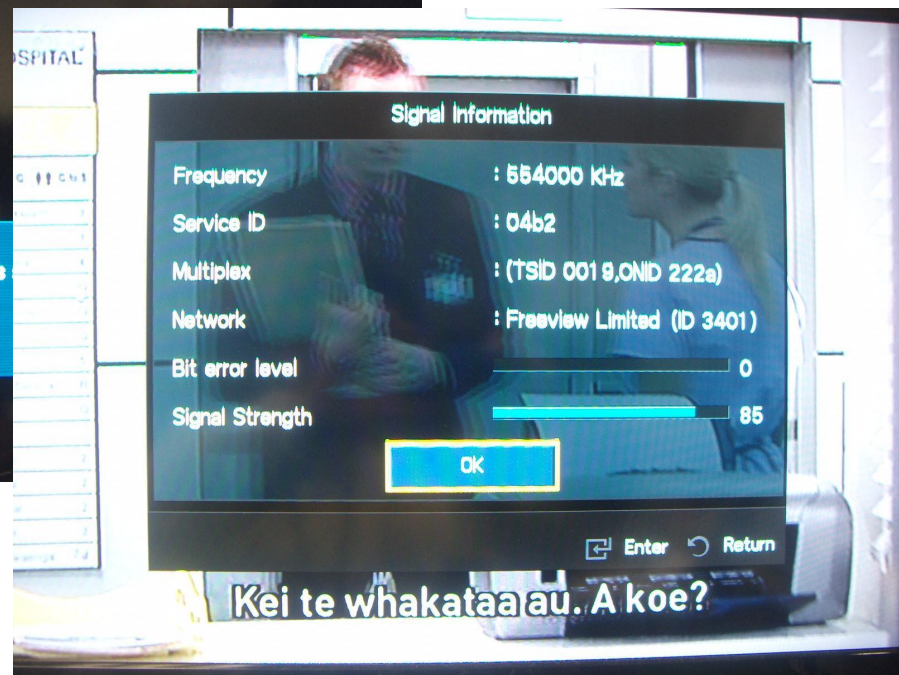 SPITAL
Signal Information
Frequency : 554000 KHz
Service ID : 04b2
Multiplex : (TSID 0019,ONID 222a)
Network : Freeview Limited (ID 3401)
Bit error level 0
Signal Strength 85
OK
Enter Return
Kei te whakataa au. A koe?